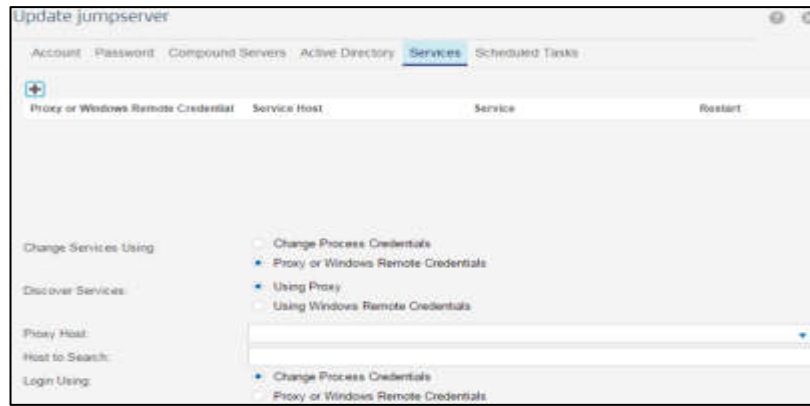 Update jumpserver
Account Password Compound Servers Active Directory Services Scheduled Tasks
Proxy or Windows Remote Credential Service Host Service Restart
Change Services Using: Change Process Credentials
Proxy or Windows Remote Credentials
Discover Services: Using Proxy
Using Windows Remote Credentials
Proxy Host:
Host to Search:
Login Using: Change Process Credentials
Proxy or Windows Remote Credentials